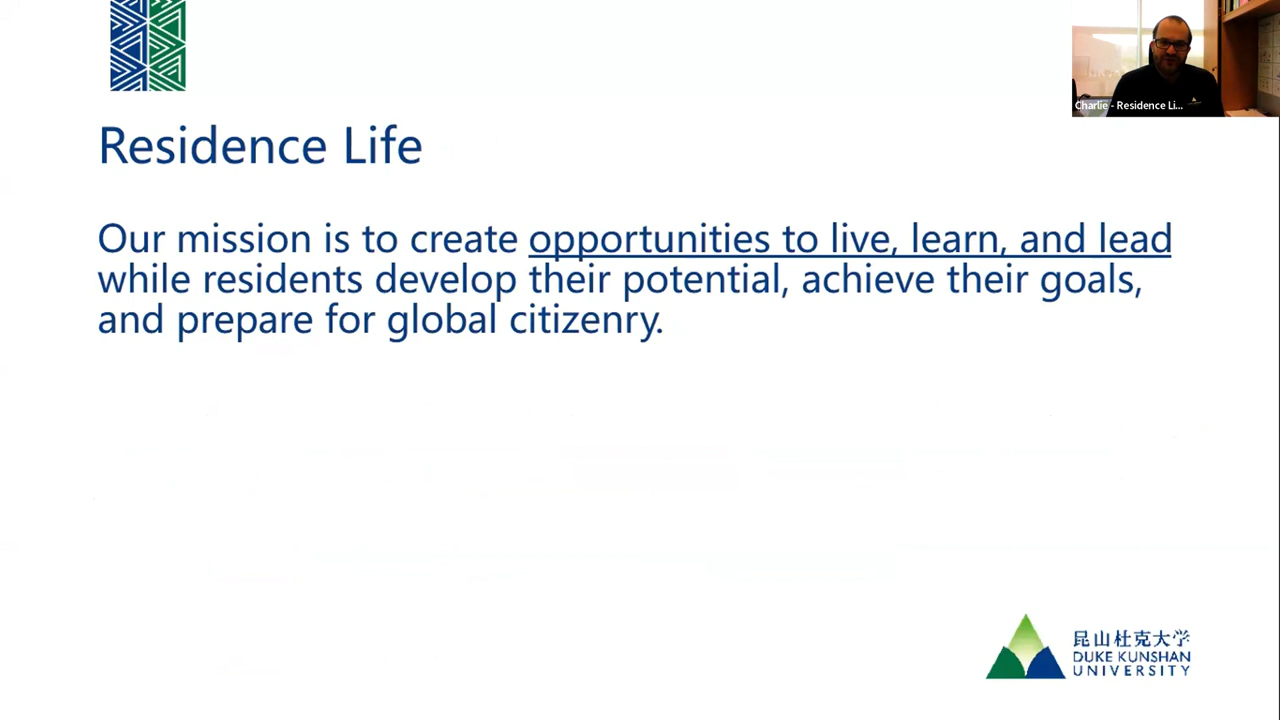 Charlie - Residence Li...
Residence Life
Our mission is to create opportunities to live, learn, and lead
while residents develop their potential, achieve their goals,
and prepare for global citizenry.
昆山杜克大学
DUKE KUNSHAN
UNIVERSITY